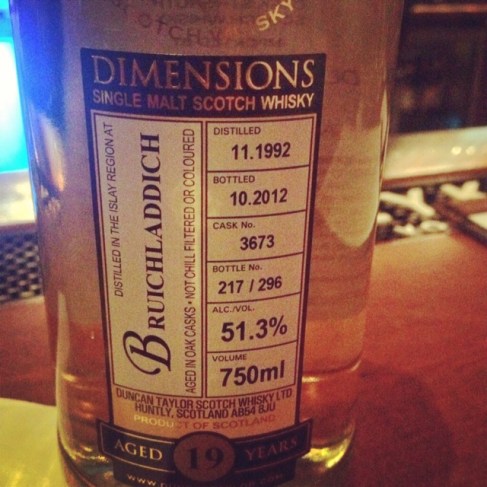 SKY
DIMENSIONS
SINGLE MALT SCOTCH WHISKY
DISTILLED IN THE ISLAY REGION AT
BRUICHLADDICH
AGED IN OAK CASKS • NOT CHILL FILTERED OR COLOURED
DISTILLED
11.1992
BOTTLED
10.2012
CASK No.
3673
BOTTLE No.
217 / 296
ALC./VOL.
51.3%
VOLUME
750ml
DUNCAN TAYLOR SCOTCH WHISKY LTD
HUNTLY, SCOTLAND AB54 8JU
PRODUCT OF SCOTLAND
AGED 19 YEARS